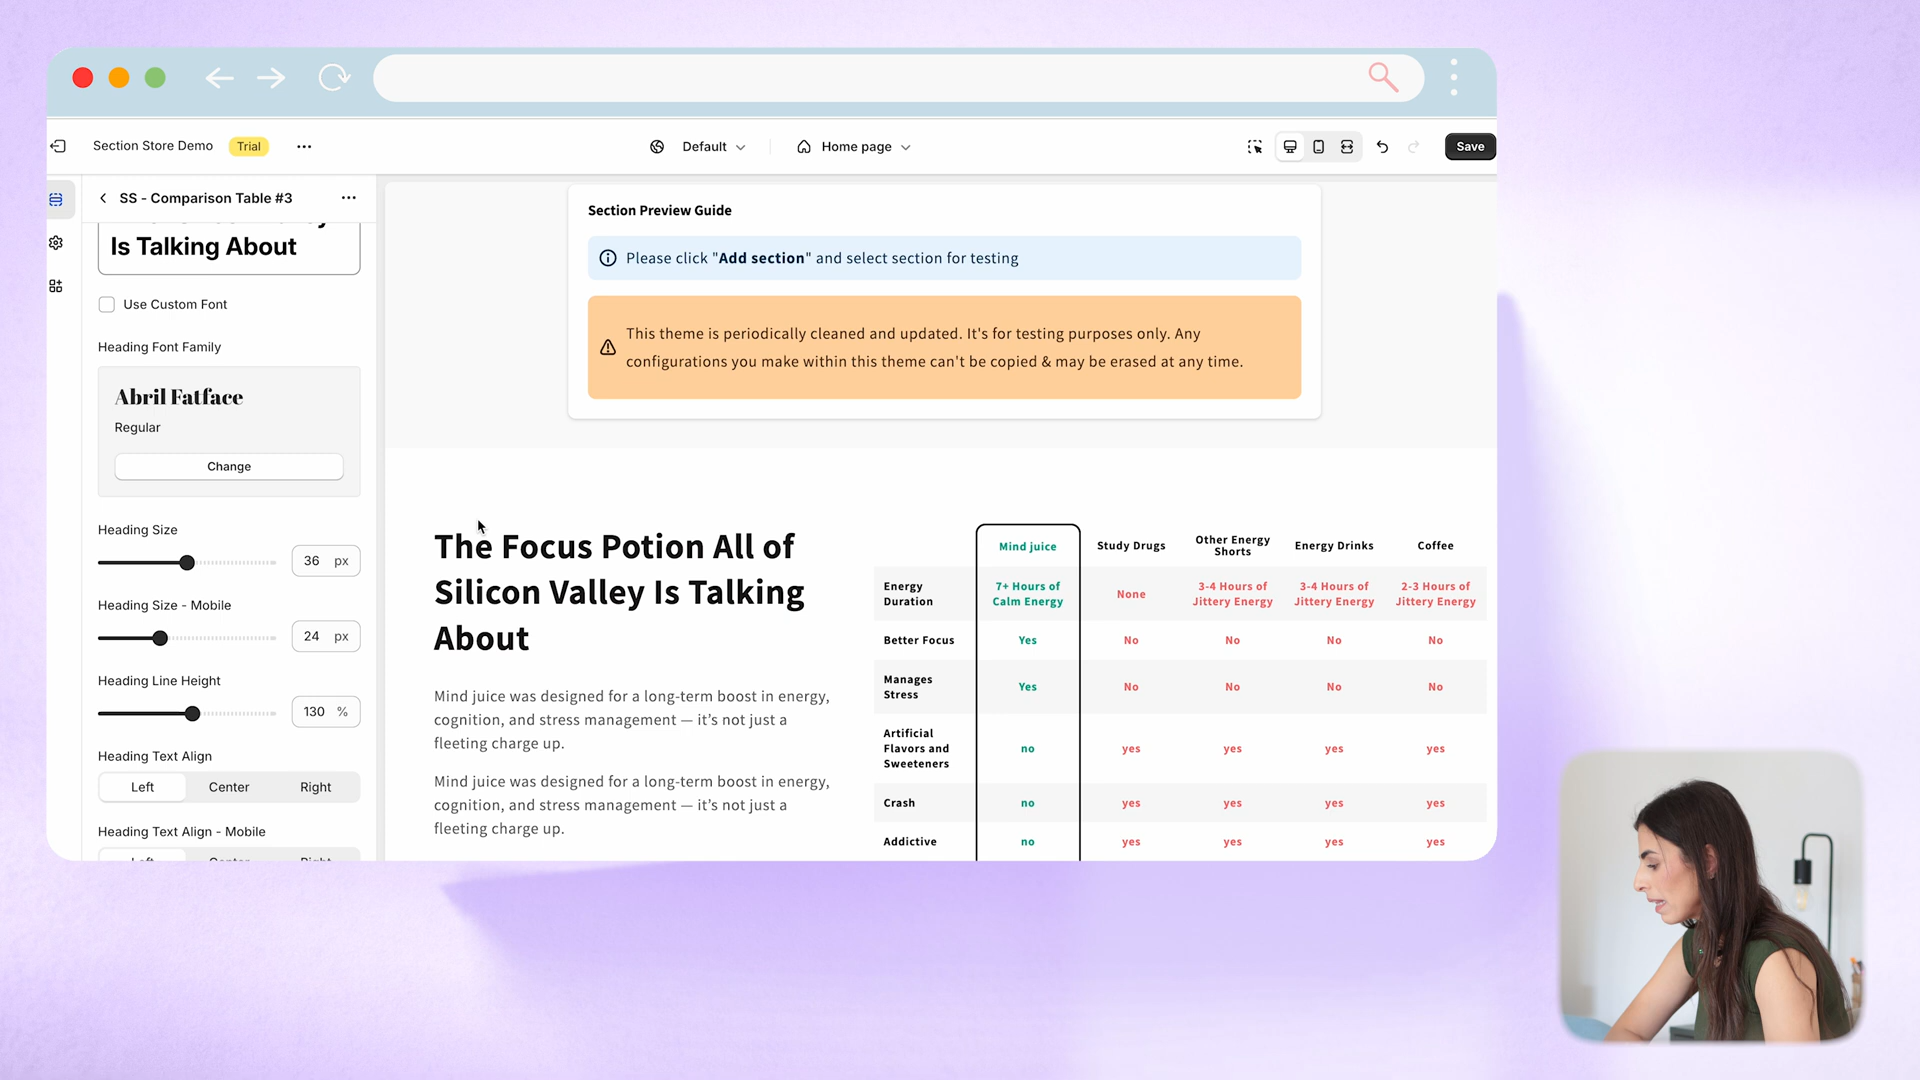 Section Store Demo
Trial
Default
Home page
Save
SS - Comparison Table #3
Is Talking About
Use Custom Font
Heading Font Family
Abril Fatface
Regular
Change
Heading Size
36 px
Heading Size - Mobile
24 px
Heading Line Height
130 %
Heading Text Align
Left Center Right
Heading Text Align - Mobile
Left Center Right
Section Preview Guide
Please click "Add section" and select section for testing
This theme is periodically cleaned and updated. It's for testing purposes only. Any
configurations you make within this theme can't be copied & may be erased at any time.
The Focus Potion All of
Silicon Valley Is Talking
About
Mind juice was designed for a long-term boost in energy,
cognition, and stress management — it's not just a
fleeting charge up.
Mind juice was designed for a long-term boost in energy,
cognition, and stress management — it's not just a
fleeting charge up.
Mind juice Study Drugs Other Energy Shorts Energy Drinks Coffee
Energy Duration 7+ Hours of Calm Energy None 3-4 Hours of Jittery Energy 3-4 Hours of Jittery Energy 2-3 Hours of Jittery Energy
Better Focus Yes No No No No
Manages Stress Yes No No No No
Artificial Flavors and Sweeteners no yes yes yes yes
Crash no yes yes yes yes
Addictive no yes yes yes yes